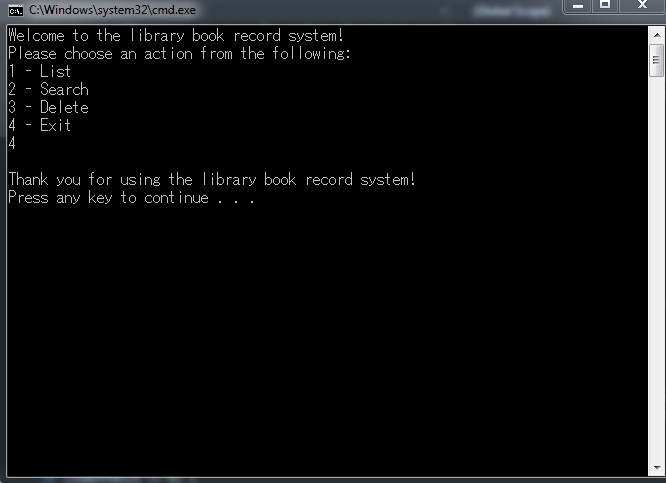 C:\Windows\system32\cmd.exe
Welcome to the library book record system!
Please choose an action from the following:
1 - List
2 - Search
3 - Delete
4 - Exit
4
Thank you for using the library book record system!
Press any key to continue . . .